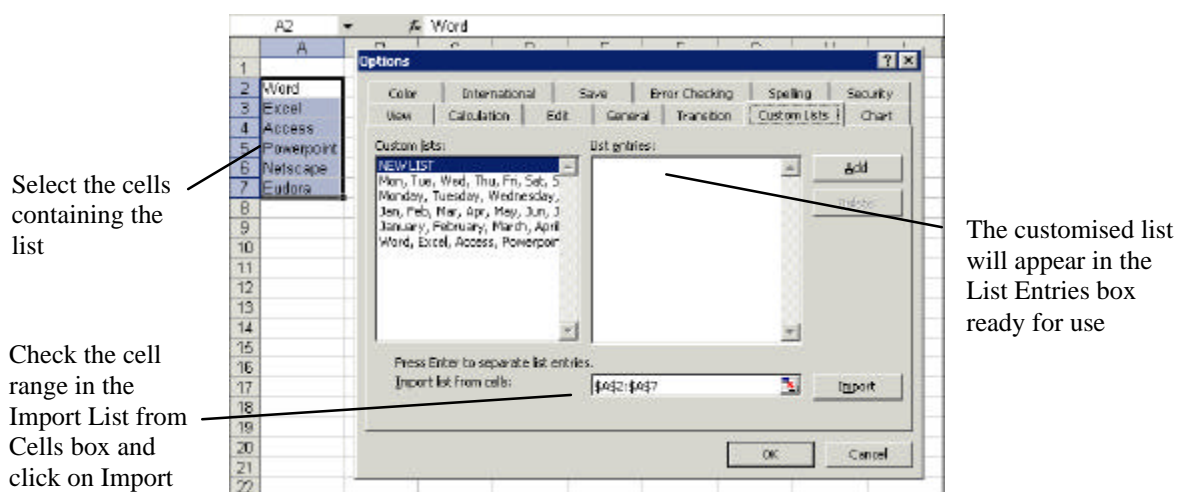 A2 Word
A
Options
1
2 Word
3 Excel
4 Access
5 Powerpoint
6 Netscape
7 Eudora
8
9
10
11
12
13
14
15
16
17
18
19
20
21
22
Color International Save Error Checking Spelling Security
View Calculation Edit General Transition Custom Lists Chart
Custom lists:
NEW LIST
Mon, Tue, Wed, Thu, Fri, Sat, S
Monday, Tuesday, Wednesday,
Jan, Feb, Mar, Apr, May, Jun, J
January, February, March, April
Word, Excel, Access, Powerpoir
List entries:
Add
Delete
Press Enter to separate list entries.
Import list from cells:
$A$2:$A$7
Import
OK Cancel
Select the cells
containing the
list
Check the cell
range in the
Import List from
Cells box and
click on Import
The customised list
will appear in the
List Entries box
ready for use